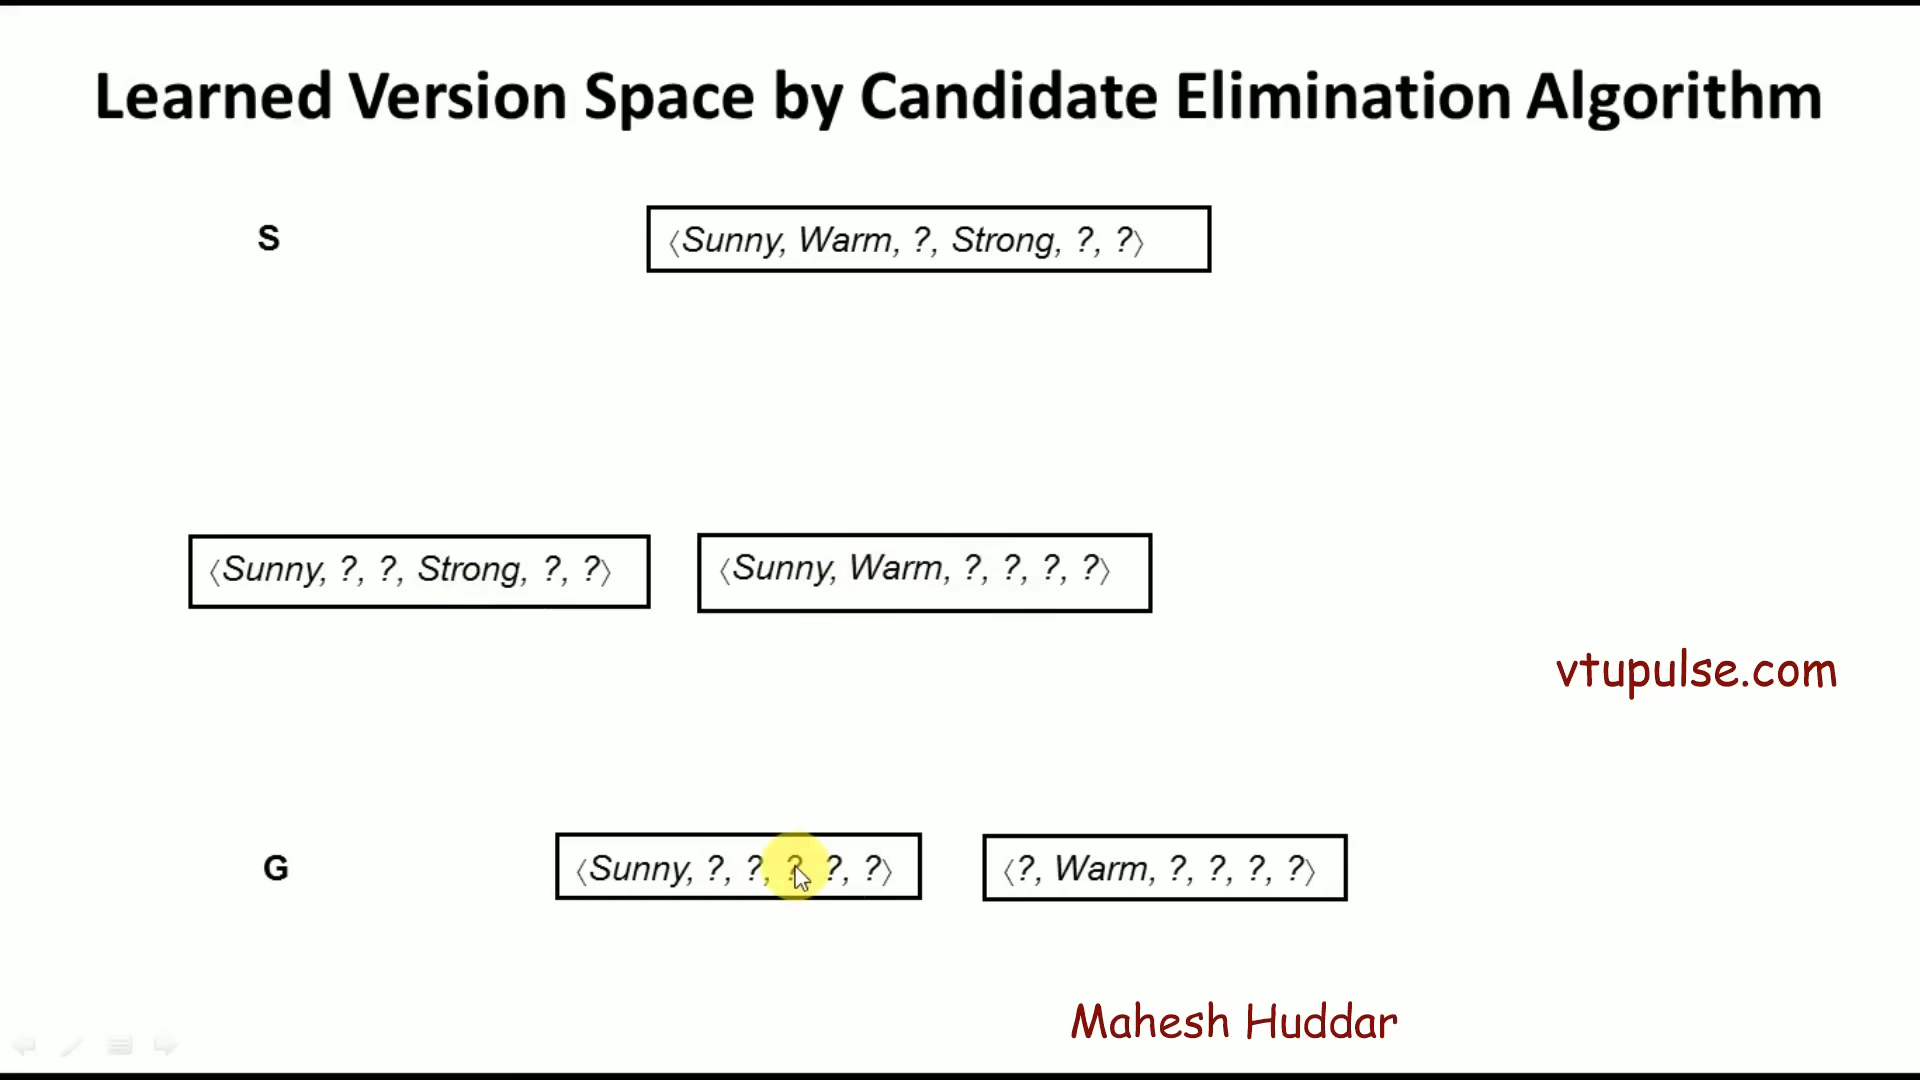 Learned Version Space by Candidate Elimination Algorithm
S
⟨Sunny, Warm, ?, Strong, ?, ?⟩
⟨Sunny, ?, ?, Strong, ?, ?⟩
⟨Sunny, Warm, ?, ?, ?, ?⟩
vtupulse.com
G
⟨Sunny, ?, ?, ?, ?, ?⟩
⟨?, Warm, ?, ?, ?, ?⟩
Mahesh Huddar